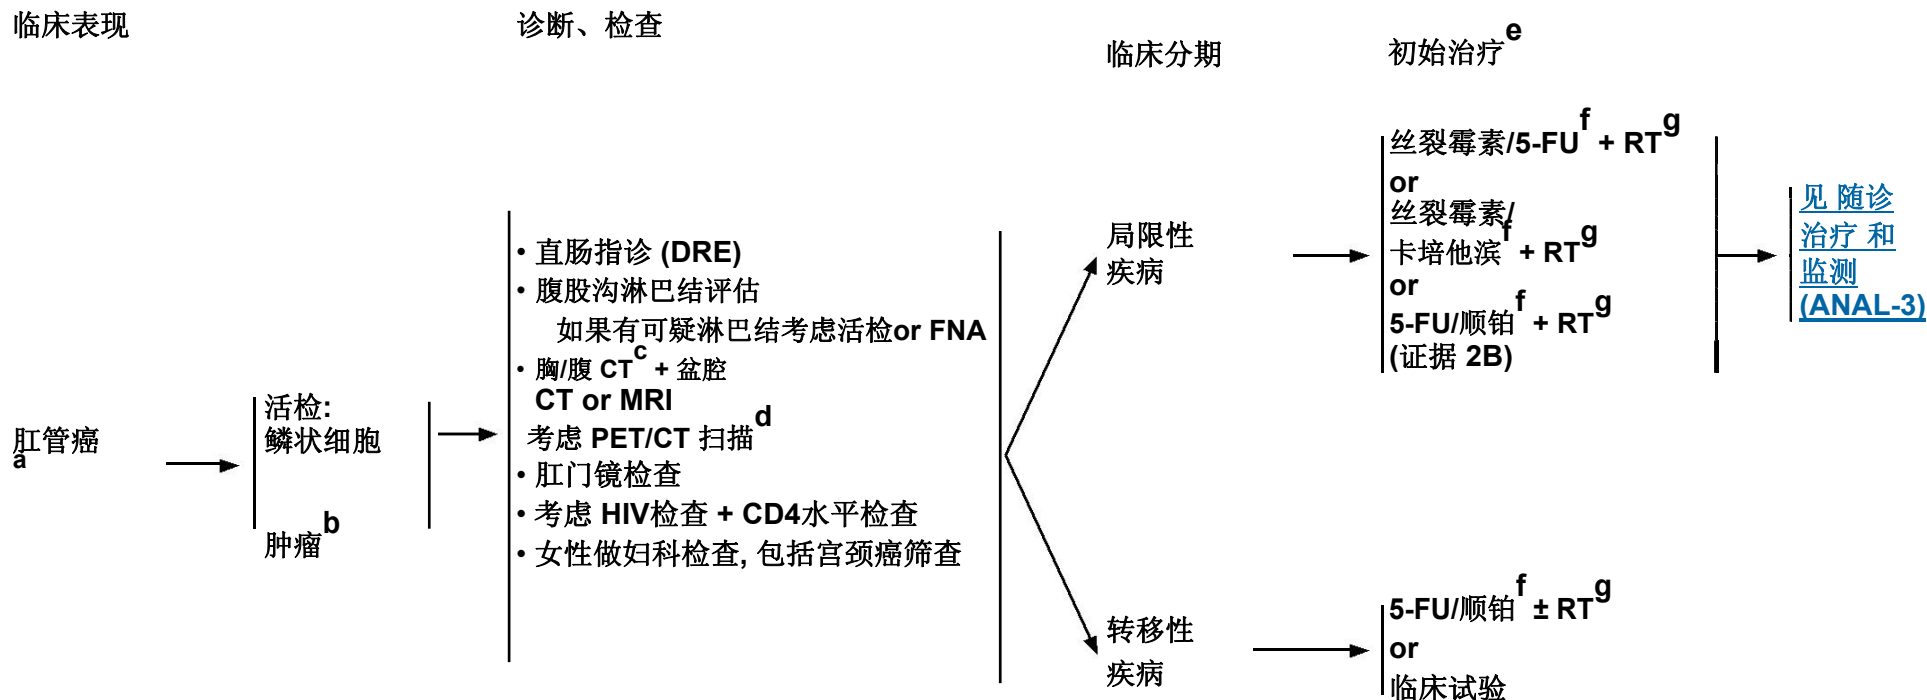 临床表现
诊断、检查
临床分期
初始治疗e
肛管癌
a
活检:
鳞状细胞
肿瘤b
• 直肠指诊 (DRE)
• 腹股沟淋巴结评估
如果有可疑淋巴结考虑活检or FNA
• 胸/腹 CTc + 盆腔
CT or MRI
考虑 PET/CT 扫描d
• 肛门镜检查
• 考虑 HIV检查 + CD4水平检查
• 女性做妇科检查, 包括宫颈癌筛查
局限性
疾病
丝裂霉素/5-FUf + RTg
or
丝裂霉素/
卡培他滨f + RTg
or
5-FU/顺铂f + RTg
(证据 2B)
见 随诊
治疗 和
监测
(ANAL-3)
转移性
疾病
5-FU/顺铂f ± RTg
or
临床试验